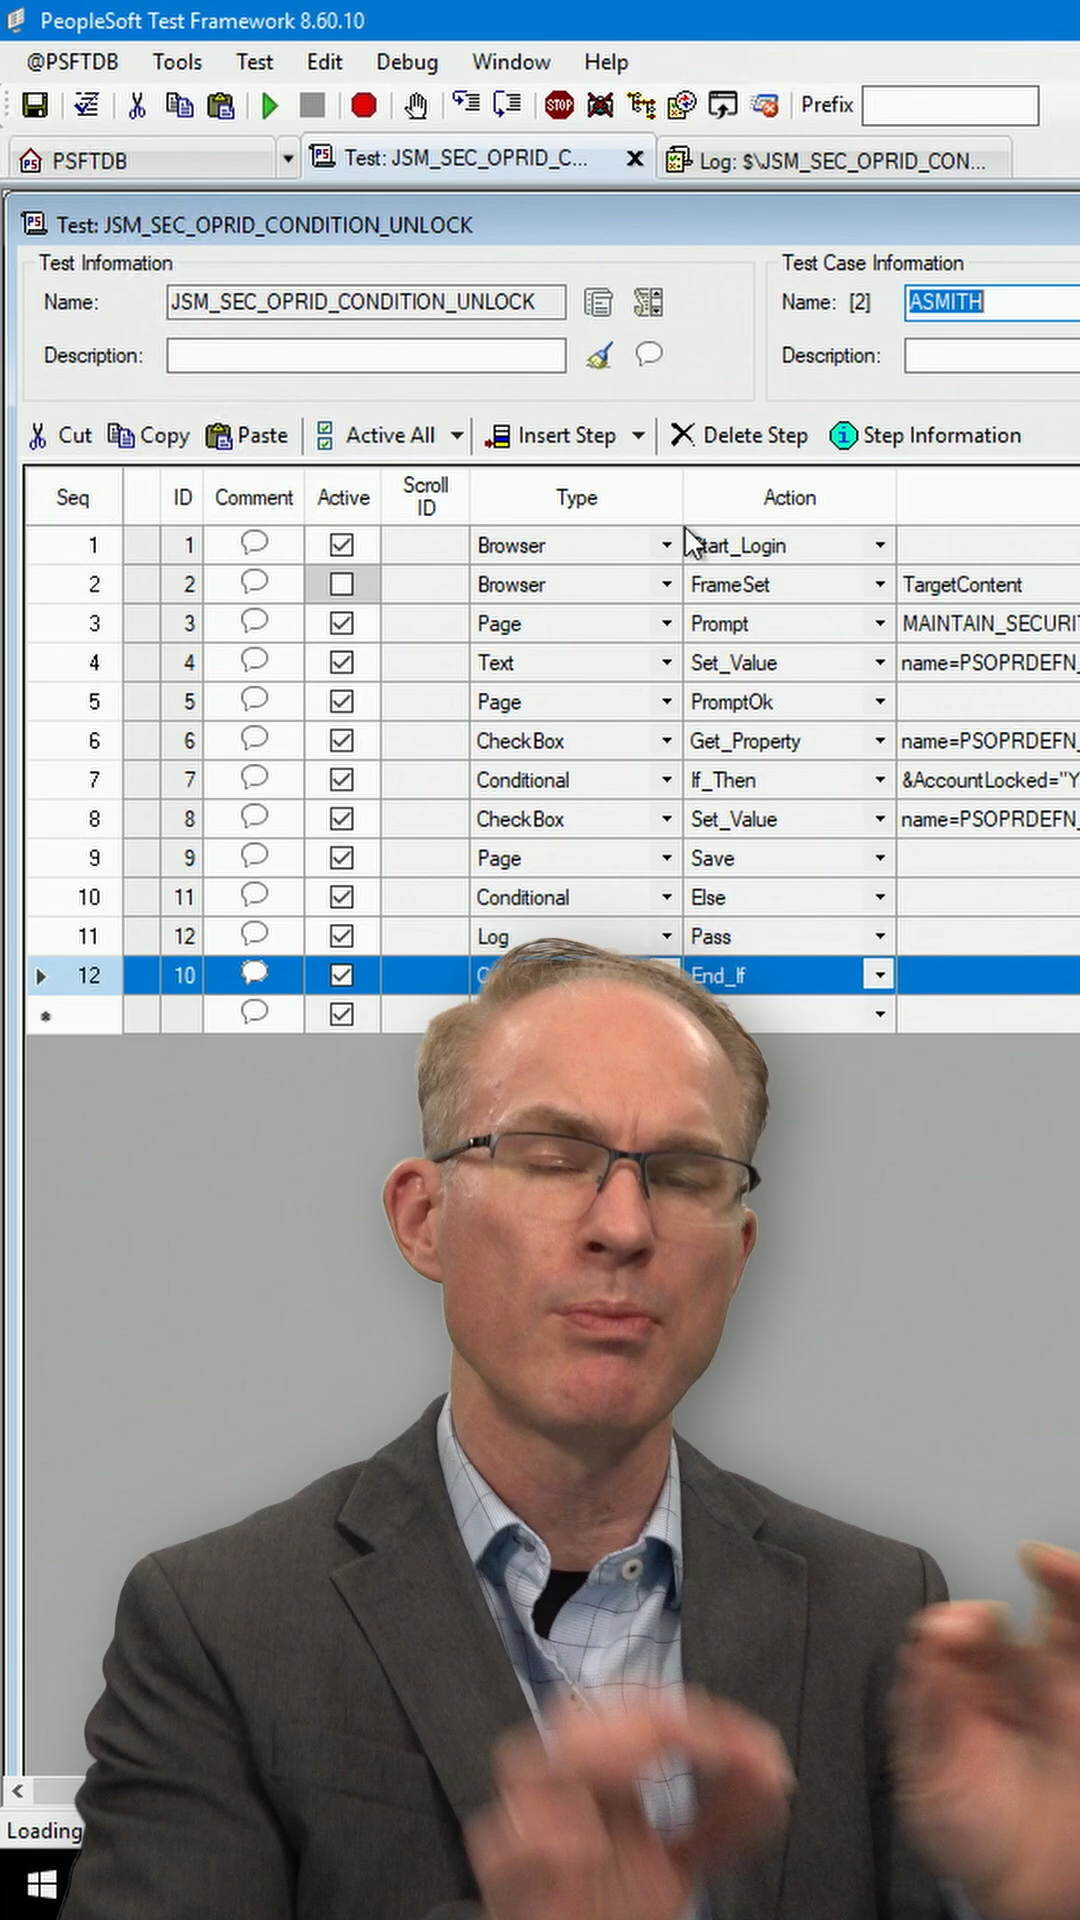 PeopleSoft Test Framework 8.60.10
@PSFTDB Tools Test Edit Debug Window Help
STOP Prefix
PS PSFTDB PS Test: JSM_SEC_OPRID_C... Log: $\JSM_SEC_OPRID_CON...
PS Test: JSM_SEC_OPRID_CONDITION_UNLOCK
Test Information Test Case Information
Name: JSM_SEC_OPRID_CONDITION_UNLOCK Name: [2] ASMITH
Description: Description:
Cut Copy Paste Active All Insert Step Delete Step Step Information
Seq ID Comment Active Scroll ID Type Action
1 1 Browser Start_Login
2 2 Browser FrameSet TargetContent
3 3 Page Prompt MAINTAIN_SECURIT
4 4 Text Set_Value name=PSOPRDEFN_
5 5 Page PromptOk
6 6 CheckBox Get_Property name=PSOPRDEFN_
7 7 Conditional If_Then &AccountLocked="Y
8 8 CheckBox Set_Value name=PSOPRDEFN_
9 9 Page Save
10 11 Conditional Else
11 12 Log Pass
12 10 End_If
Loading